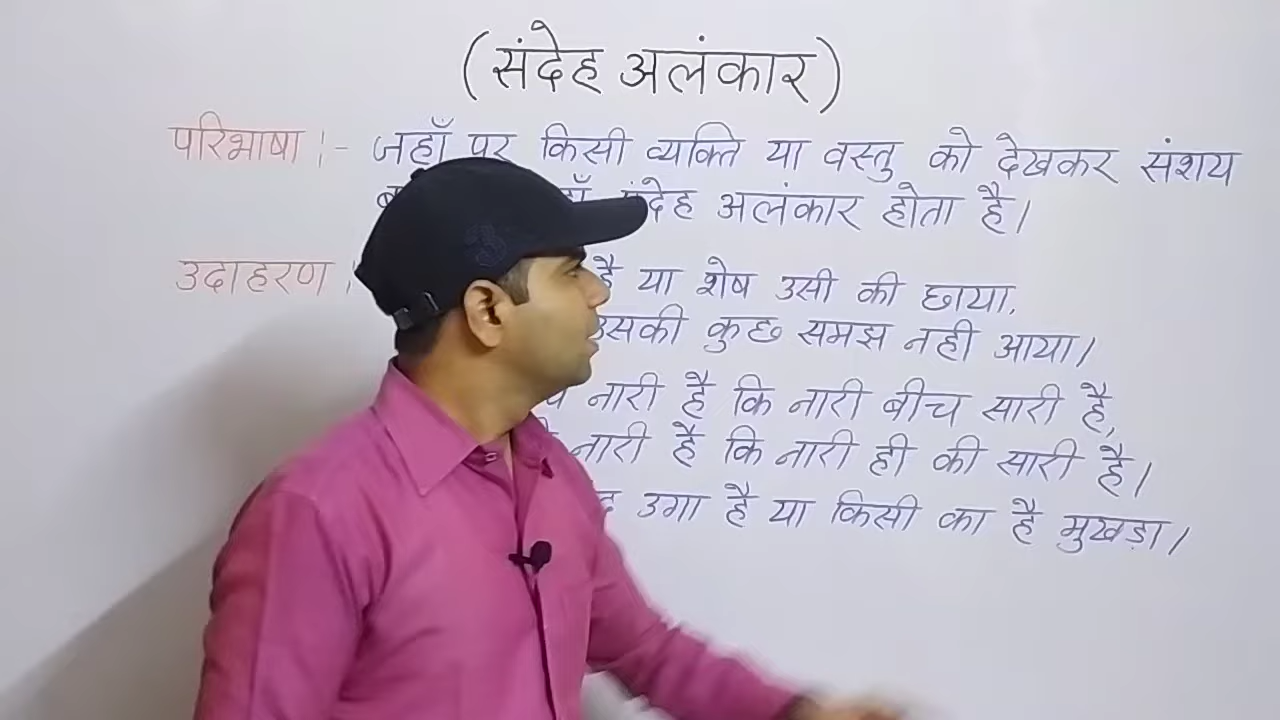 (संदेह अलंकार)
परिभाषा :- जहाँ पर किसी व्यक्ति या वस्तु को देखकर संशय
संदेह अलंकार होता है।
उदाहरण : है या शेष उसी की छाया,
उसकी कुछ समझ नही आया।
नारी है कि नारी बीच सारी है,
नारी है कि नारी ही की सारी है।
उगा है या किसी का है मुखड़ा।